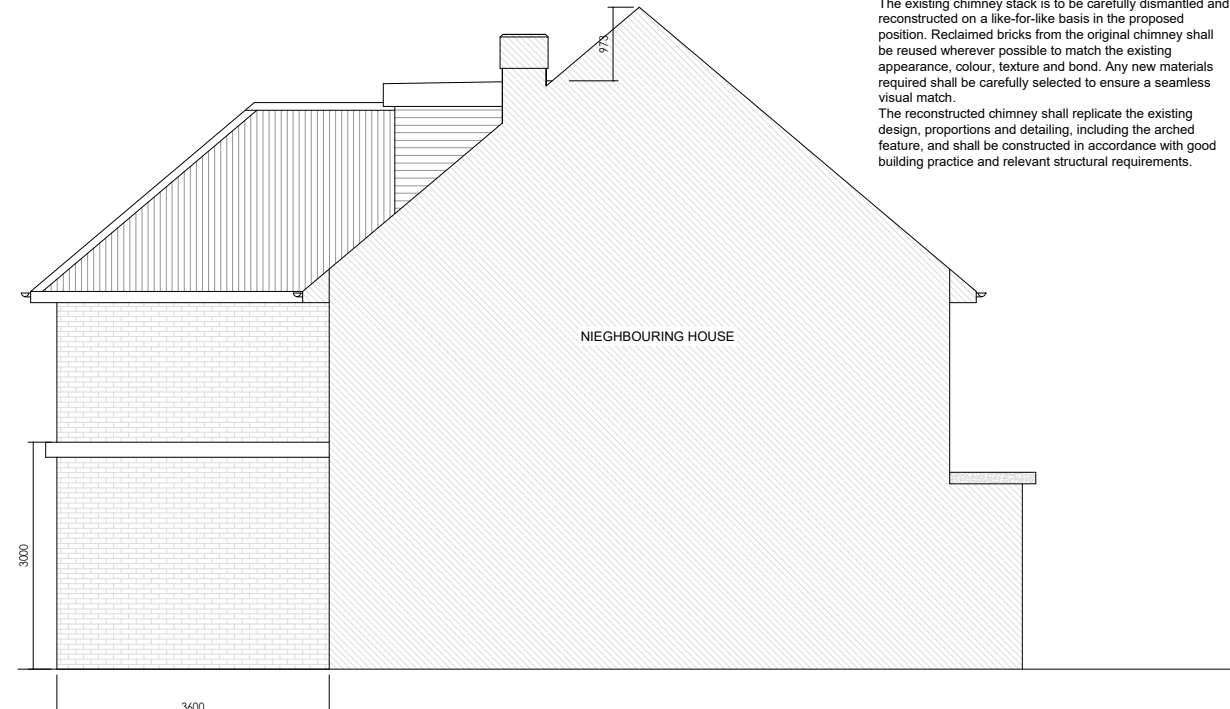 The existing chimney stack is to be carefully dismantled and
reconstructed on a like-for-like basis in the proposed
position. Reclaimed bricks from the original chimney shall
be reused wherever possible to match the existing
appearance, colour, texture and bond. Any new materials
required shall be carefully selected to ensure a seamless
visual match.
The reconstructed chimney shall replicate the existing
design, proportions and detailing, including the arched
feature, and shall be constructed in accordance with good
building practice and relevant structural requirements.
973
NIEGHBOURING HOUSE
3000
3600